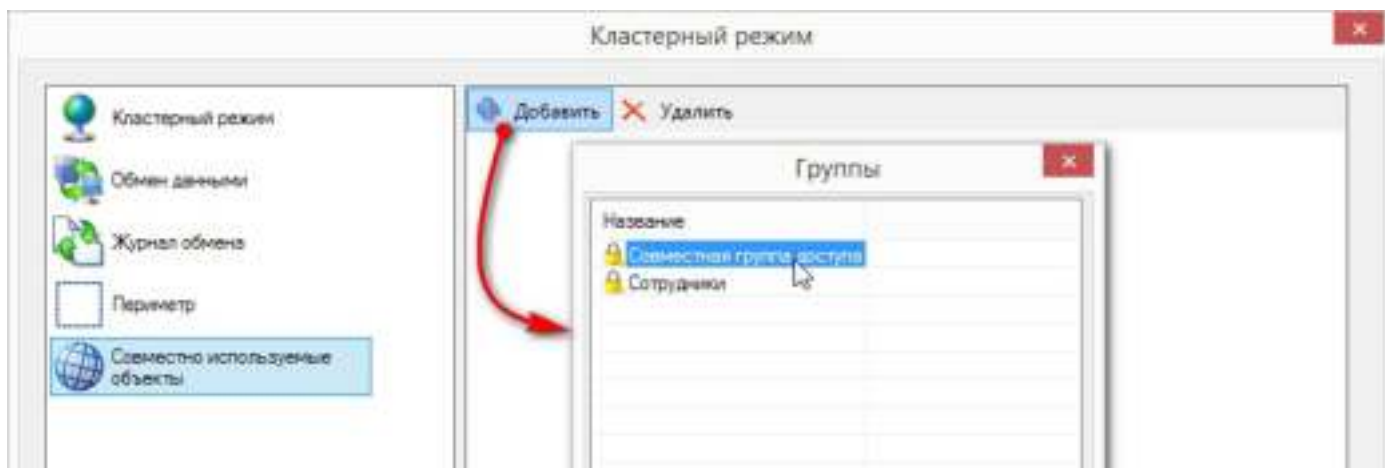 Кластерный режим
Кластерный режим
Обмен данными
Журнал обмена
Периметр
Совместно используемые
объекты
Добавить
Удалить
Группы
Название
Совместная группа доступа
Сотрудники